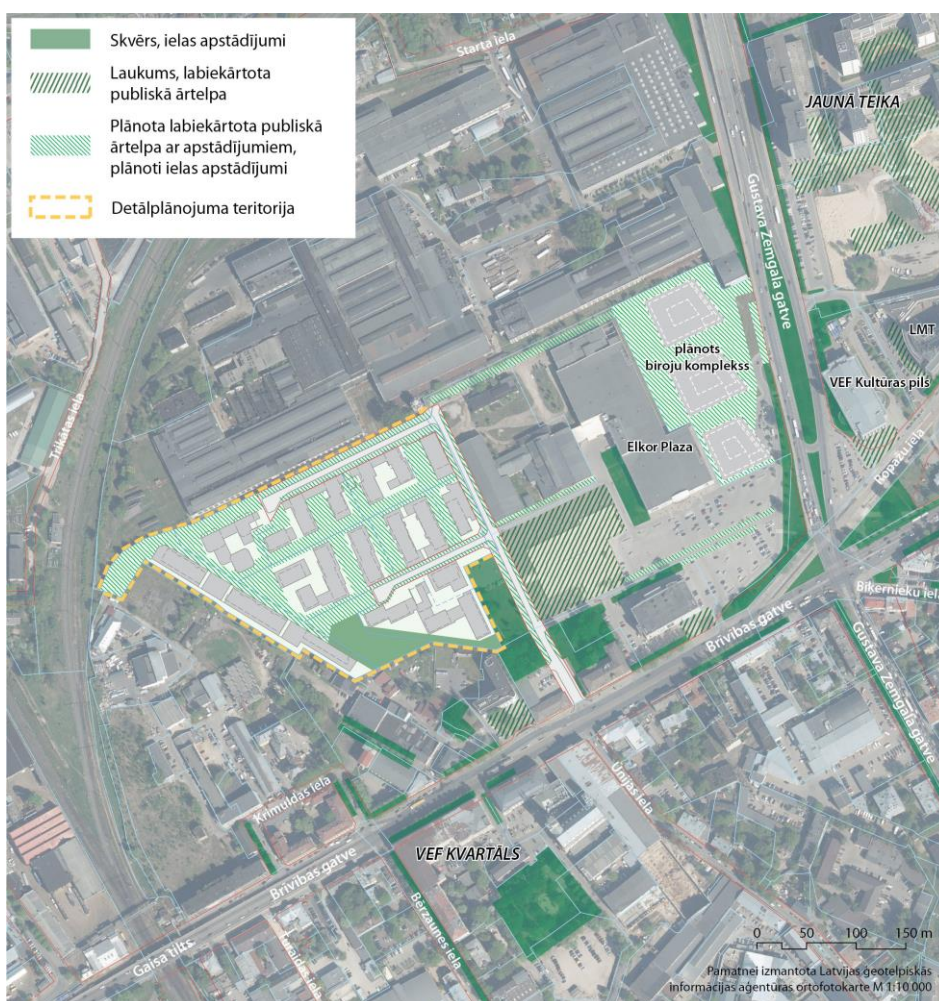 Skvērs, ielas apstādījumi
Laukums, labiekārtota
publiskā ārtelpa
Plānota labiekārtota publiskā
ārtelpa ar apstādījumiem,
plānoti ielas apstādījumi
Detālplānojuma teritorija
Starta iela
JAUNĀ TEIKA
Gustava Zemgala gatve
LMT
plānots
biroju komplekss
VEF Kultūras pils
Elkor Plaza
Ropažu iela
Trikātas iela
Biķernieku iela
Brīvības gatve
Gustava Zemgala gatve
Ūnijas iela
Krimuldas iela
VEF KVARTĀLS
Brīvības gatve
Bērzaunes iela
Gaisa tilts
0 50 100 150 m
Pamatnei izmantota Latvijas ģeotelpiskās
informācijas aģentūras ortofotokarte M 1:10 000